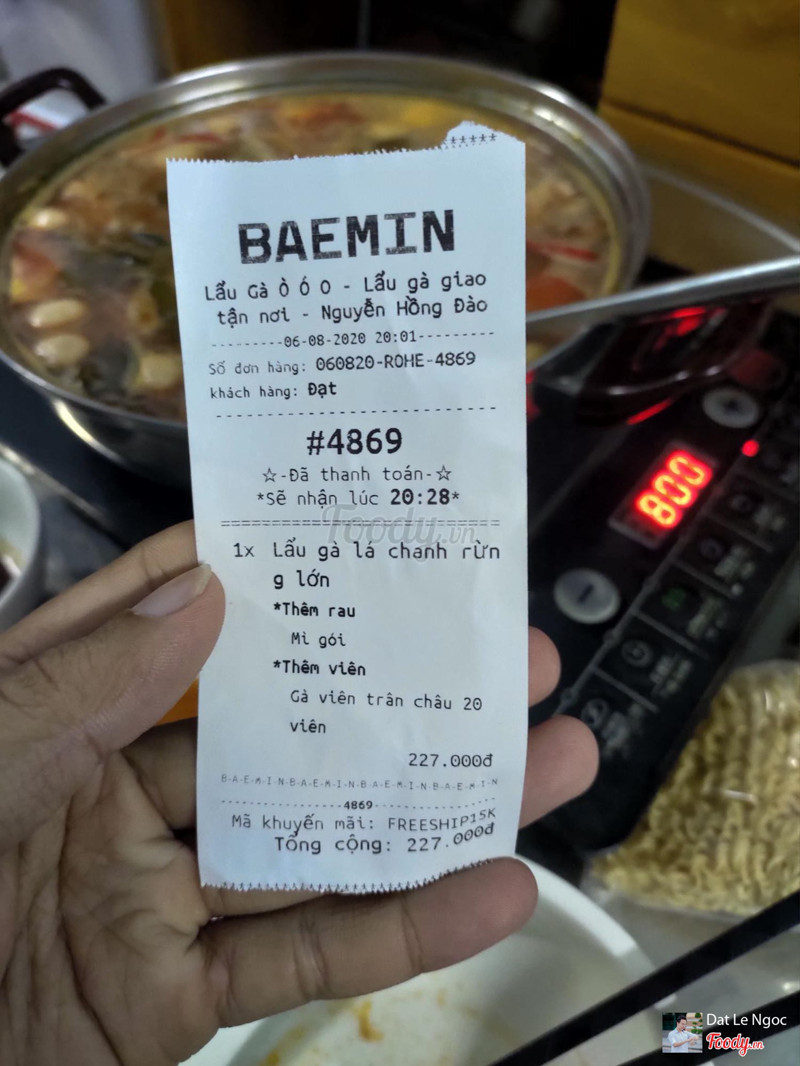 *****
BAEMIN
Lẩu Gà Ò Ó O - Lẩu gà giao
tận nơi - Nguyễn Hồng Đào
---------06-08-2020 20:01---------
Số đơn hàng: 060820-ROHE-4869
khách hàng: Đạt
#4869
☆-Đã thanh toán-☆
*Sẽ nhận lúc 20:28*
Foody.vn
1x Lẩu gà lá chanh rừn
g lớn
*Thêm rau
Mì gói
*Thêm viên
Gà viên trân châu 20
viên
227.000đ
B-A-E-M-I-N-B-A-E-M-I-N-B-A-E-M-I-N-B-A-E-M-I-N
4869
Mã khuyến mãi: FREESHIP15K
Tổng cộng: 227.000đ
800
Dat Le Ngoc
Foody.vn